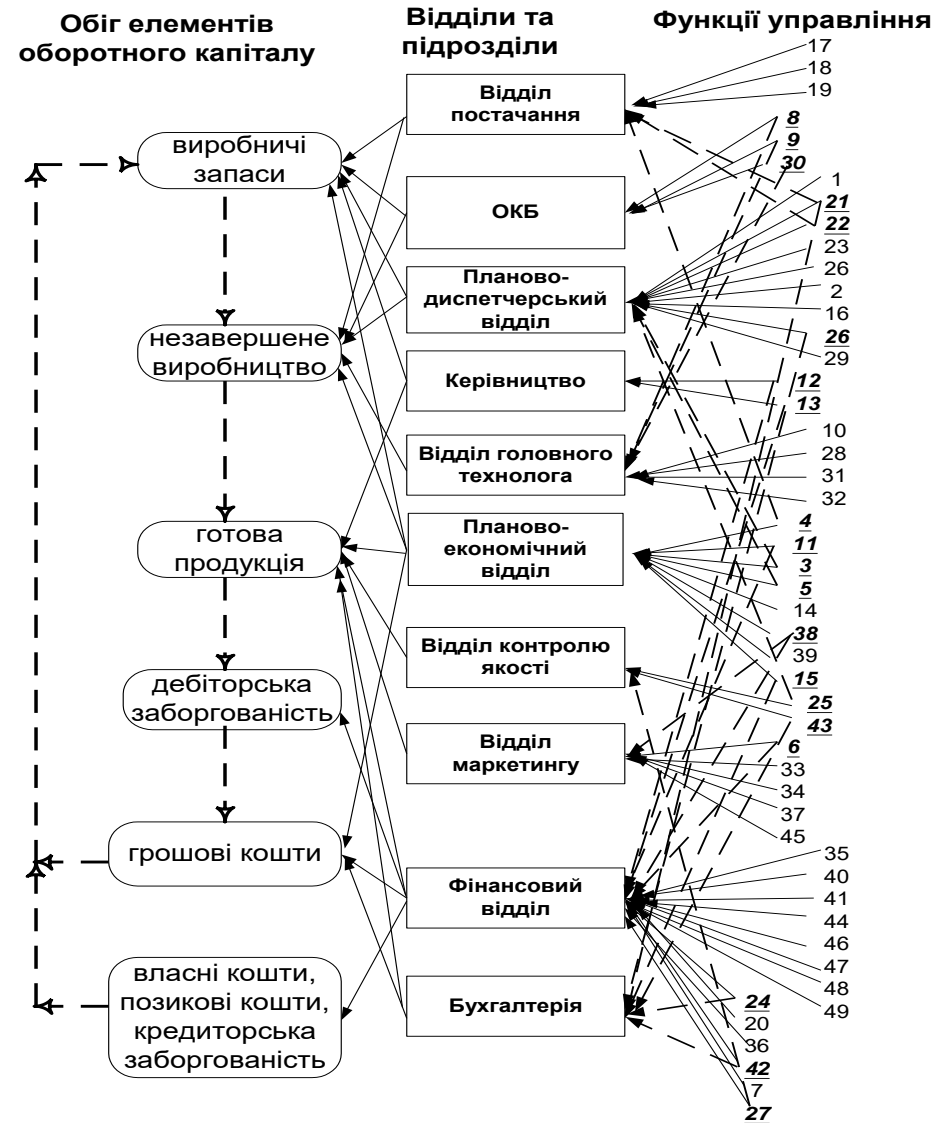 Обіг елементів
оборотного капіталу
виробничі
запаси
незавершене
виробництво
готова
продукція
дебіторська
заборгованість
грошові кошти
власні кошти,
позикові кошти,
кредиторська
заборгованість
Відділи та
підрозділи
Відділ
постачання
ОКБ
Планово-
диспетчерський
відділ
Керівництво
Відділ головного
технолога
Планово-
економічний
відділ
Відділ контролю
якості
Відділ
маркетингу
Фінансовий
відділ
Бухгалтерія
Функції управління
17
18
19
8
9
30
1
21
22
23
26
2
16
26
29
12
13
10
28
31
32
4
11
3
5
14
38
39
15
25
43
6
33
34
37
45
35
40
41
44
46
47
48
49
24
20
36
42
7
27